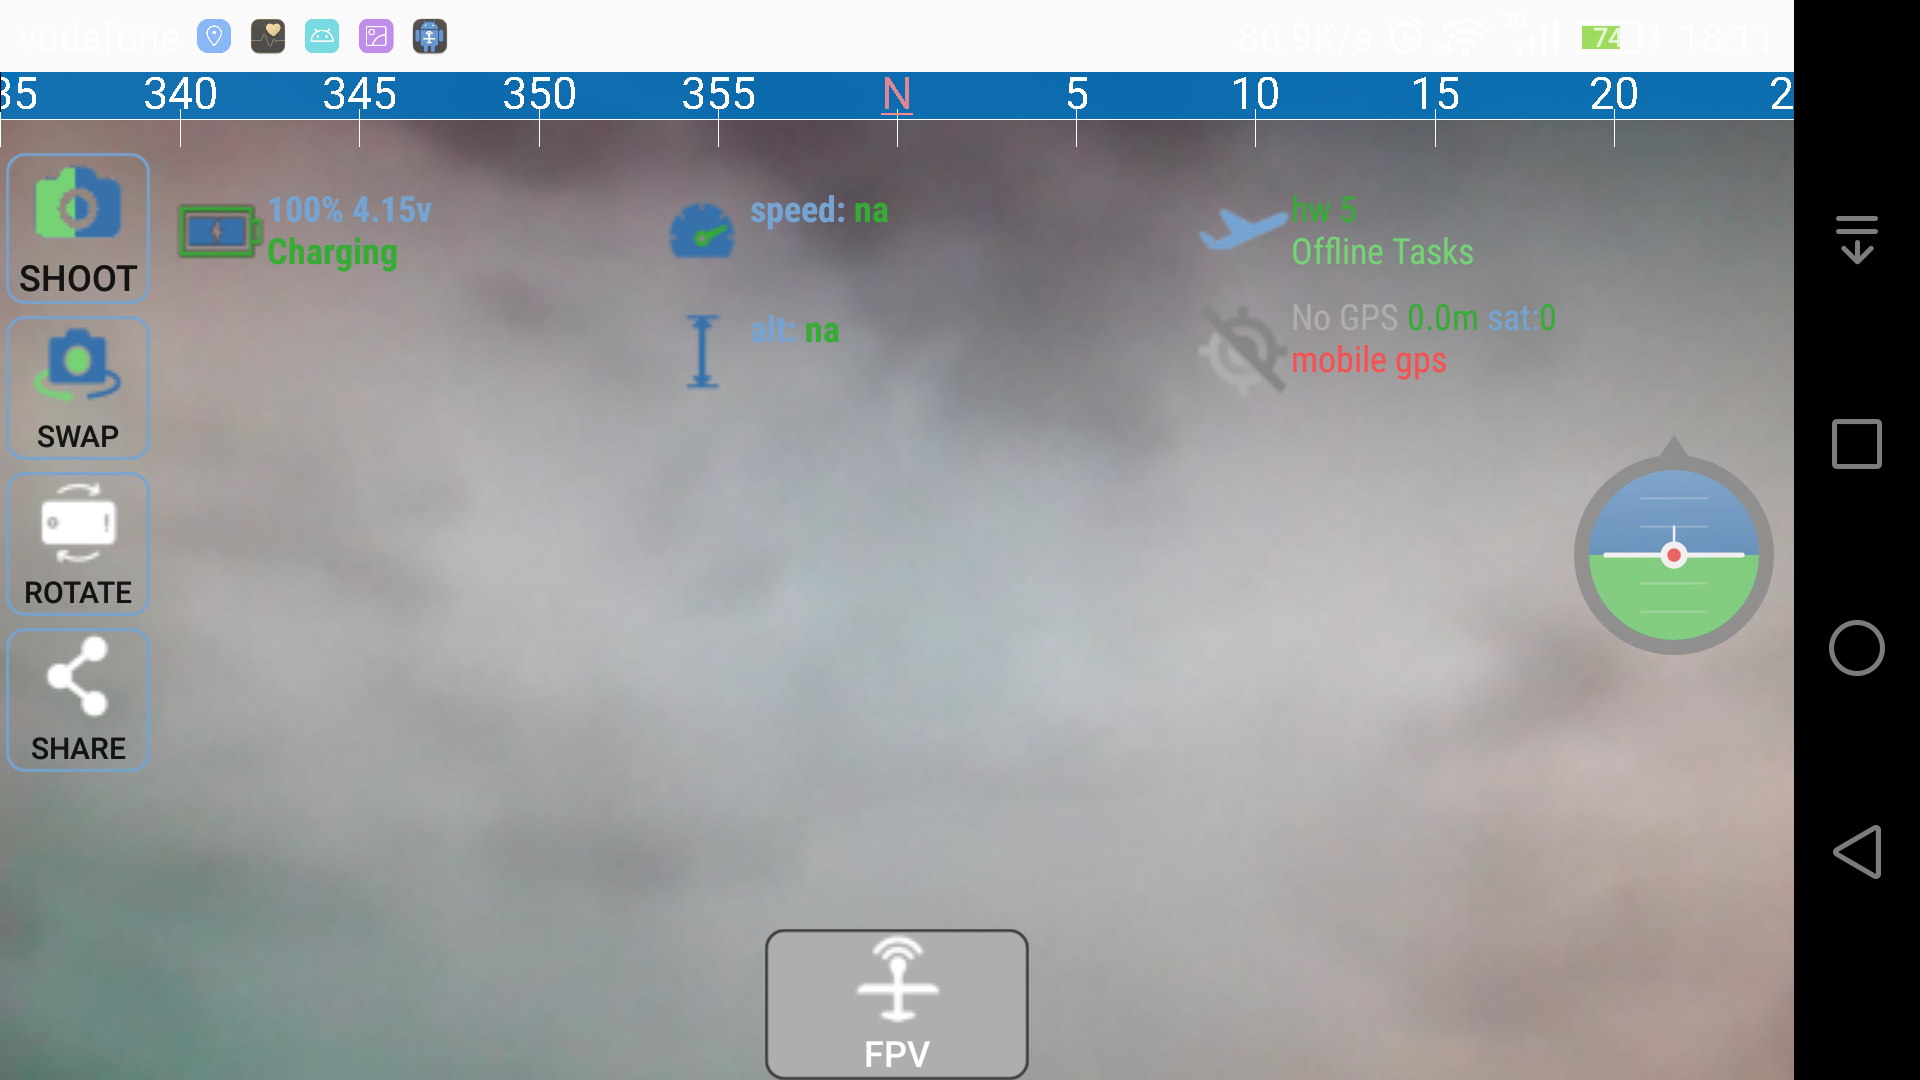 vodafone 86.9K/s 3G 74 18:11
35 340 345 350 355 N 5 10 15 20 2
SHOOT
SWAP
ROTATE
SHARE
100% 4.15v
Charging
speed: na
alt: na
hw 5
Offline Tasks
No GPS 0.0m sat:0
mobile gps
FPV